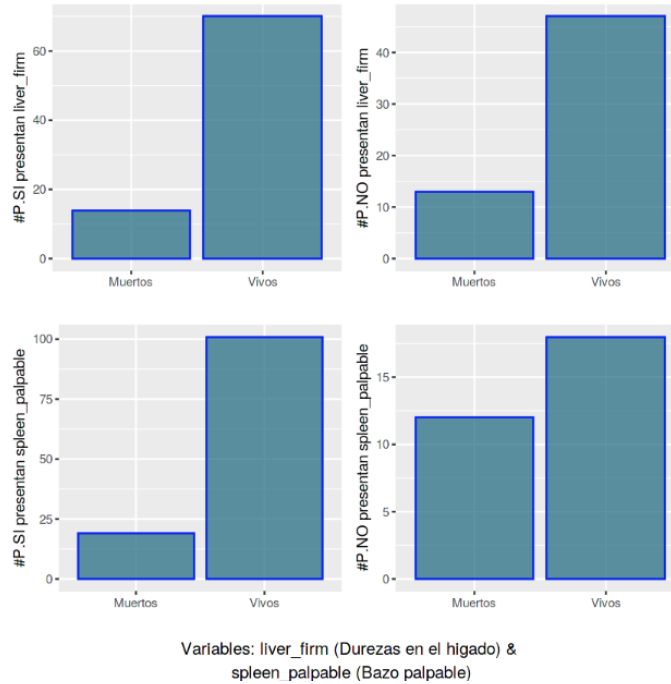 #P.SI presentan liver_firm
60
40
20
0
Muertos
Vivos
#P.NO presentan liver_firm
40
30
20
10
0
Muertos
Vivos
#P.SI presentan spleen_palpable
100
75
50
25
0
Muertos
Vivos
#P.NO presentan spleen_palpable
15
10
5
0
Muertos
Vivos
Variables: liver_firm (Durezas en el higado) &
spleen_palpable (Bazo palpable)